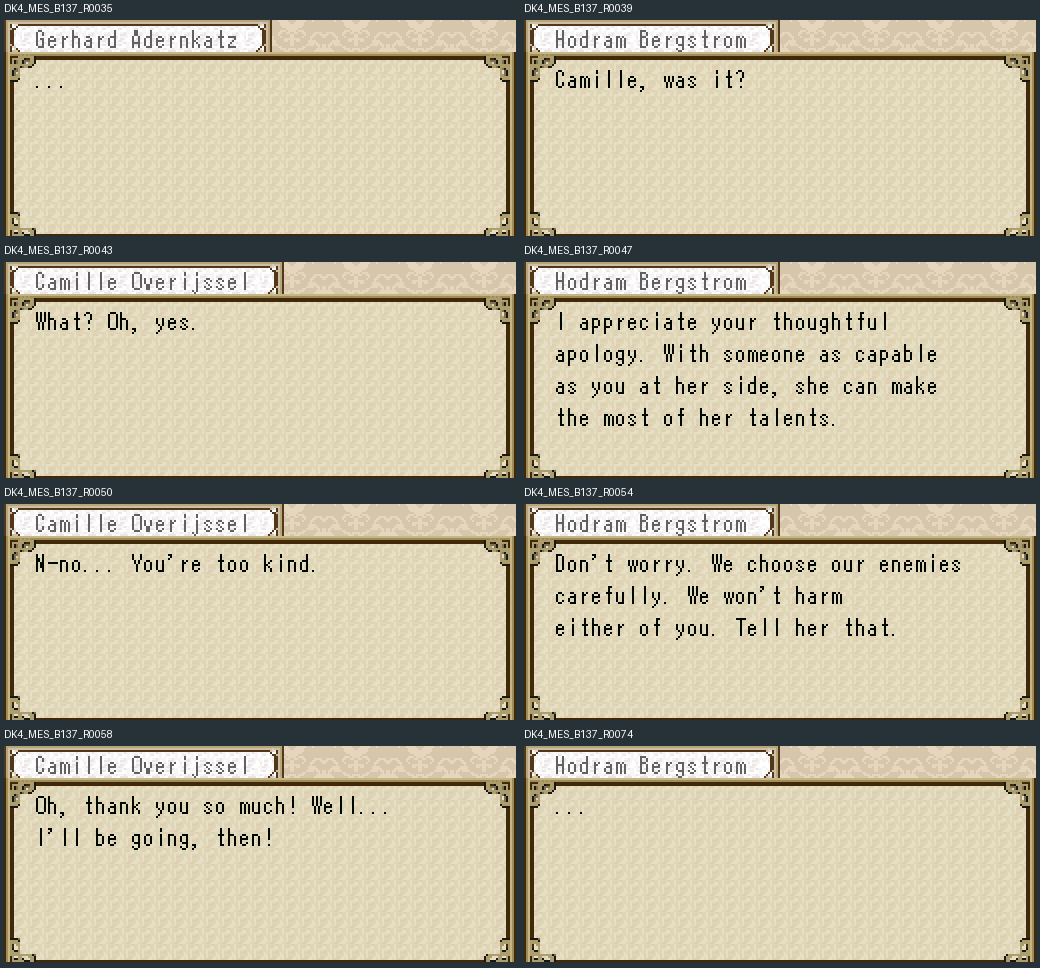 DK4_MES_B137_R0035
Gerhard Adernkatz
...
DK4_MES_B137_R0039
Hodram Bergstrom
Camille, was it?
DK4_MES_B137_R0043
Camille Overijssel
What? Oh, yes.
DK4_MES_B137_R0047
Hodram Bergstrom
I appreciate your thoughtful
apology. With someone as capable
as you at her side, she can make
the most of her talents.
DK4_MES_B137_R0050
Camille Overijssel
N-no... You're too kind.
DK4_MES_B137_R0054
Hodram Bergstrom
Don't worry. We choose our enemies
carefully. We won't harm
either of you. Tell her that.
DK4_MES_B137_R0058
Camille Overijssel
Oh, thank you so much! Well...
I'll be going, then!
DK4_MES_B137_R0074
Hodram Bergstrom
...